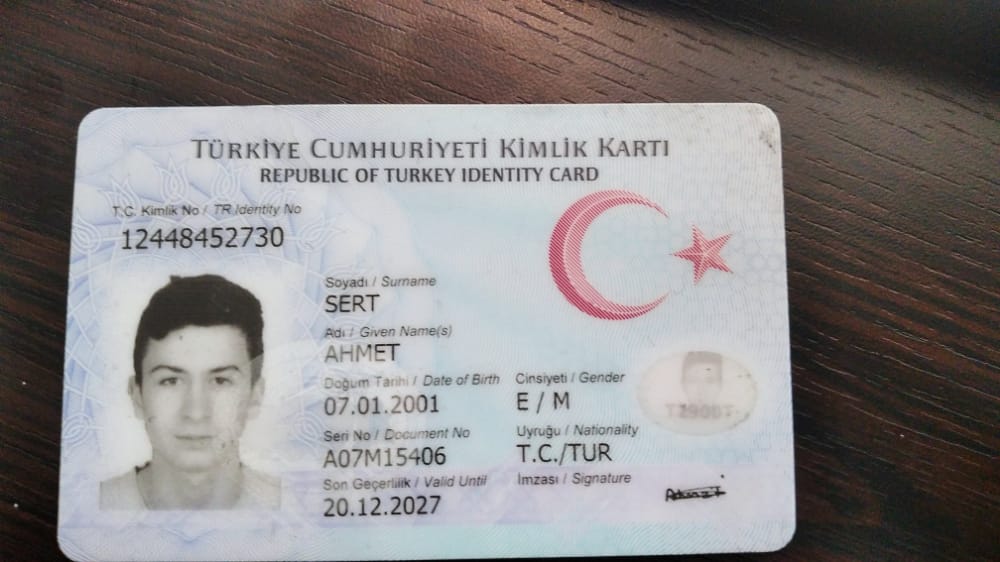 TÜRKİYE CUMHURİYETİ KİMLİK KARTI
REPUBLIC OF TURKEY IDENTITY CARD
T.C. Kimlik No / TR Identity No
12448452730
Soyadı / Surname
SERT
Adı / Given Name(s)
AHMET
Doğum Tarihi / Date of Birth
07.01.2001
Cinsiyeti / Gender
E / M
Seri No / Document No
A07M15406
Uyruğu / Nationality
T.C./TUR
Son Geçerlilik / Valid Until
20.12.2027
İmzası / Signature